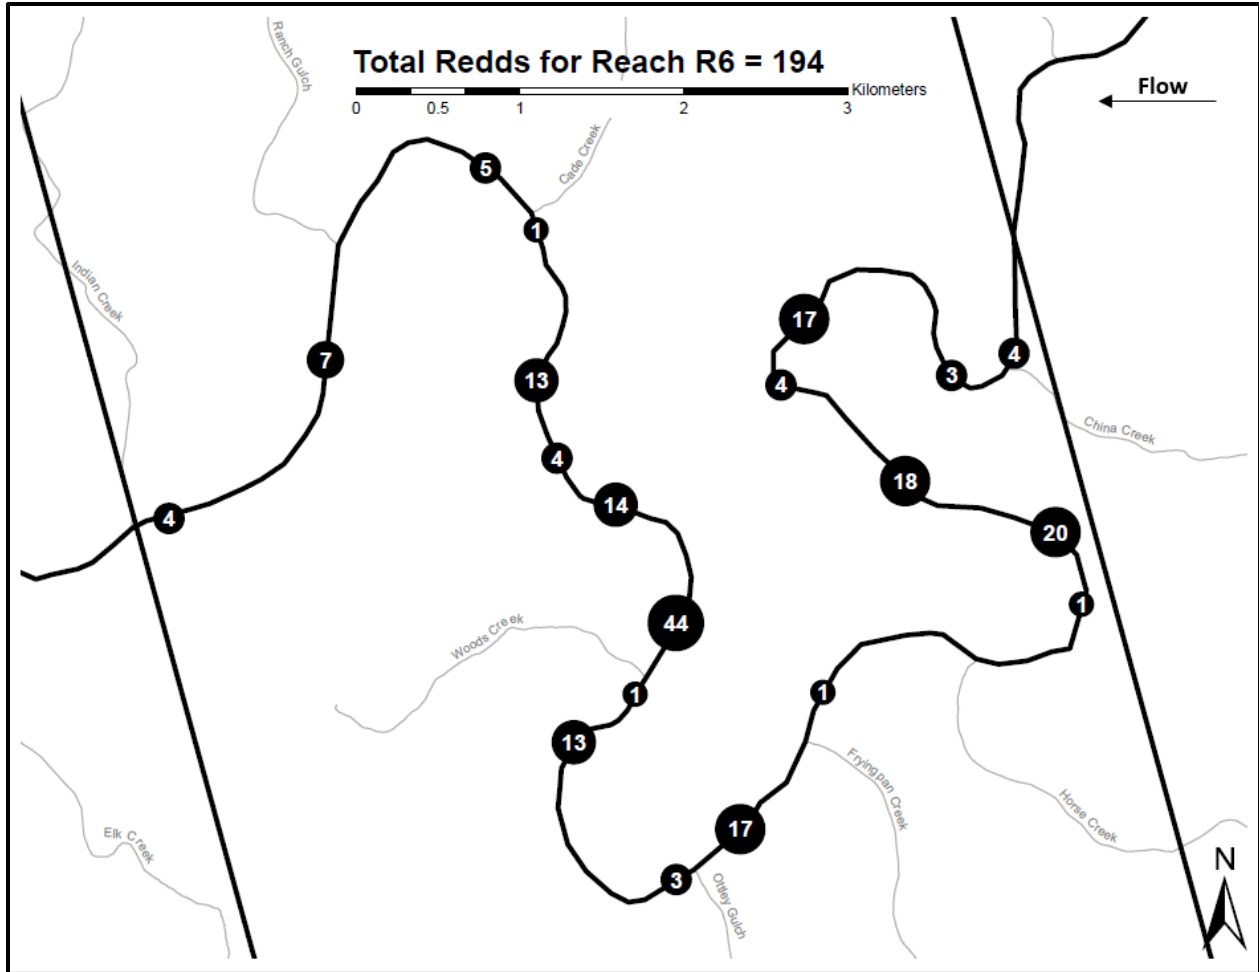 Total Redds for Reach R6 = 194
Kilometers
0 0.5 1 2 3
Flow
Ranch Gulch
Cade Creek
5
1
Indian Creek
17
7
13
4
3
4
China Creek
4
18
14
4
20
44
1
Woods Creek
1
1
13
Fryingpan Creek
Horse Creek
17
Elk Creek
3
Ottley Gulch
N